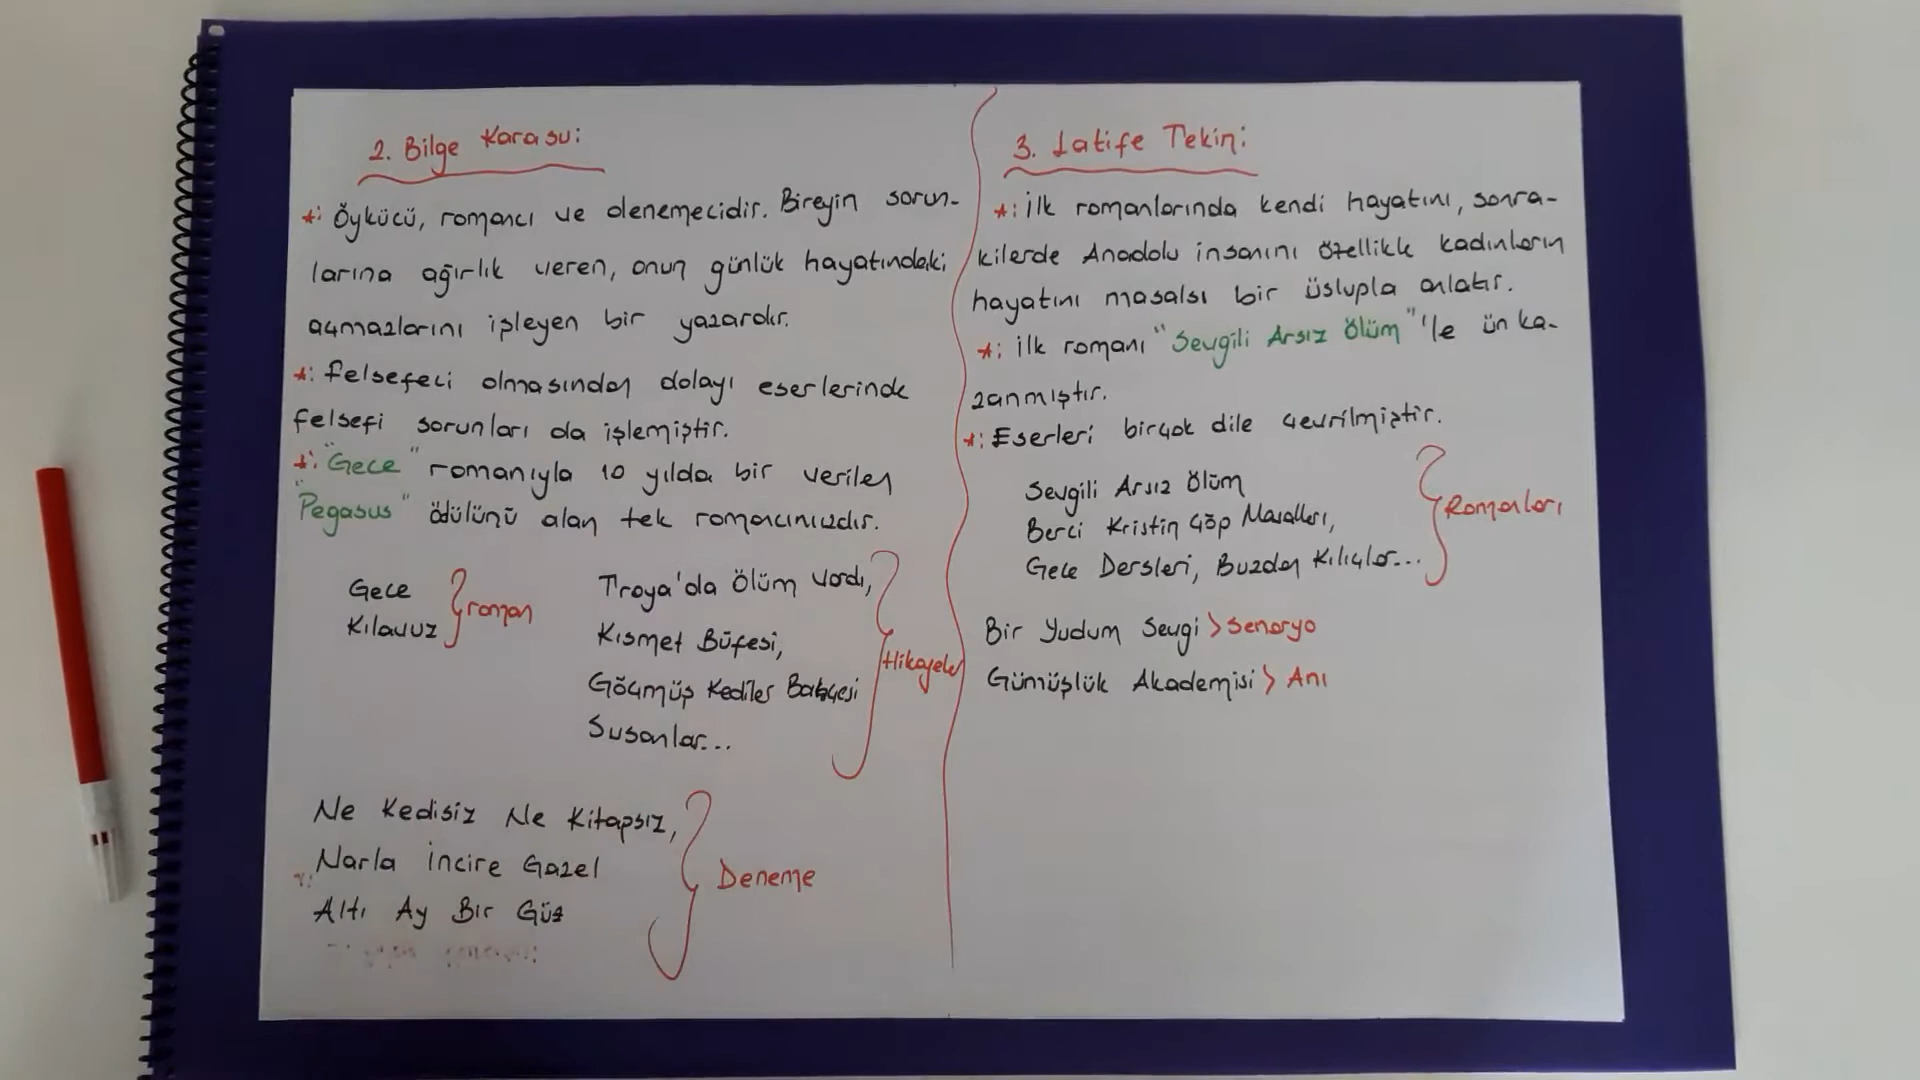 2. Bilge Karasu:
*: Öykücü, romancı ve denemecidir. Bireyin sorun-
larına ağırlık veren, onun günlük hayatındaki
açmazlarını işleyen bir yazardır.
*: felsefeci olmasından dolayı eserlerinde
felsefi sorunları da işlemiştir.
*: "Gece" romanıyla 10 yılda bir verilen
"Pegasus" ödülünü alan tek romancımızdır.
Gece
Kılavuz
roman
Troya'da Ölüm vardı,
Kısmet Büfesi,
Göçmüş Kediler Bahçesi
Susanlar...
Hikayeler
Ne Kedisiz Ne Kitapsız,
Narla İncire Gazel
Altı Ay Bir Güz
Deneme
3. Latife Tekin:
*: İlk romanlarında kendi hayatını, sonra-
kilerde Anadolu insanını özellikle kadınların
hayatını masalsı bir üslupla anlatır.
*: İlk romanı "Sevgili Arsız Ölüm"'le ün ka-
zanmıştır.
*: Eserleri birçok dile çevrilmiştir.
Sevgili Arsız Ölüm
Berci Kristin Çöp Masalları,
Gece Dersleri, Buzdan Kılıçlar...
Romanları
Bir Yudum Sevgi > Senaryo
Gümüşlük Akademisi > Anı